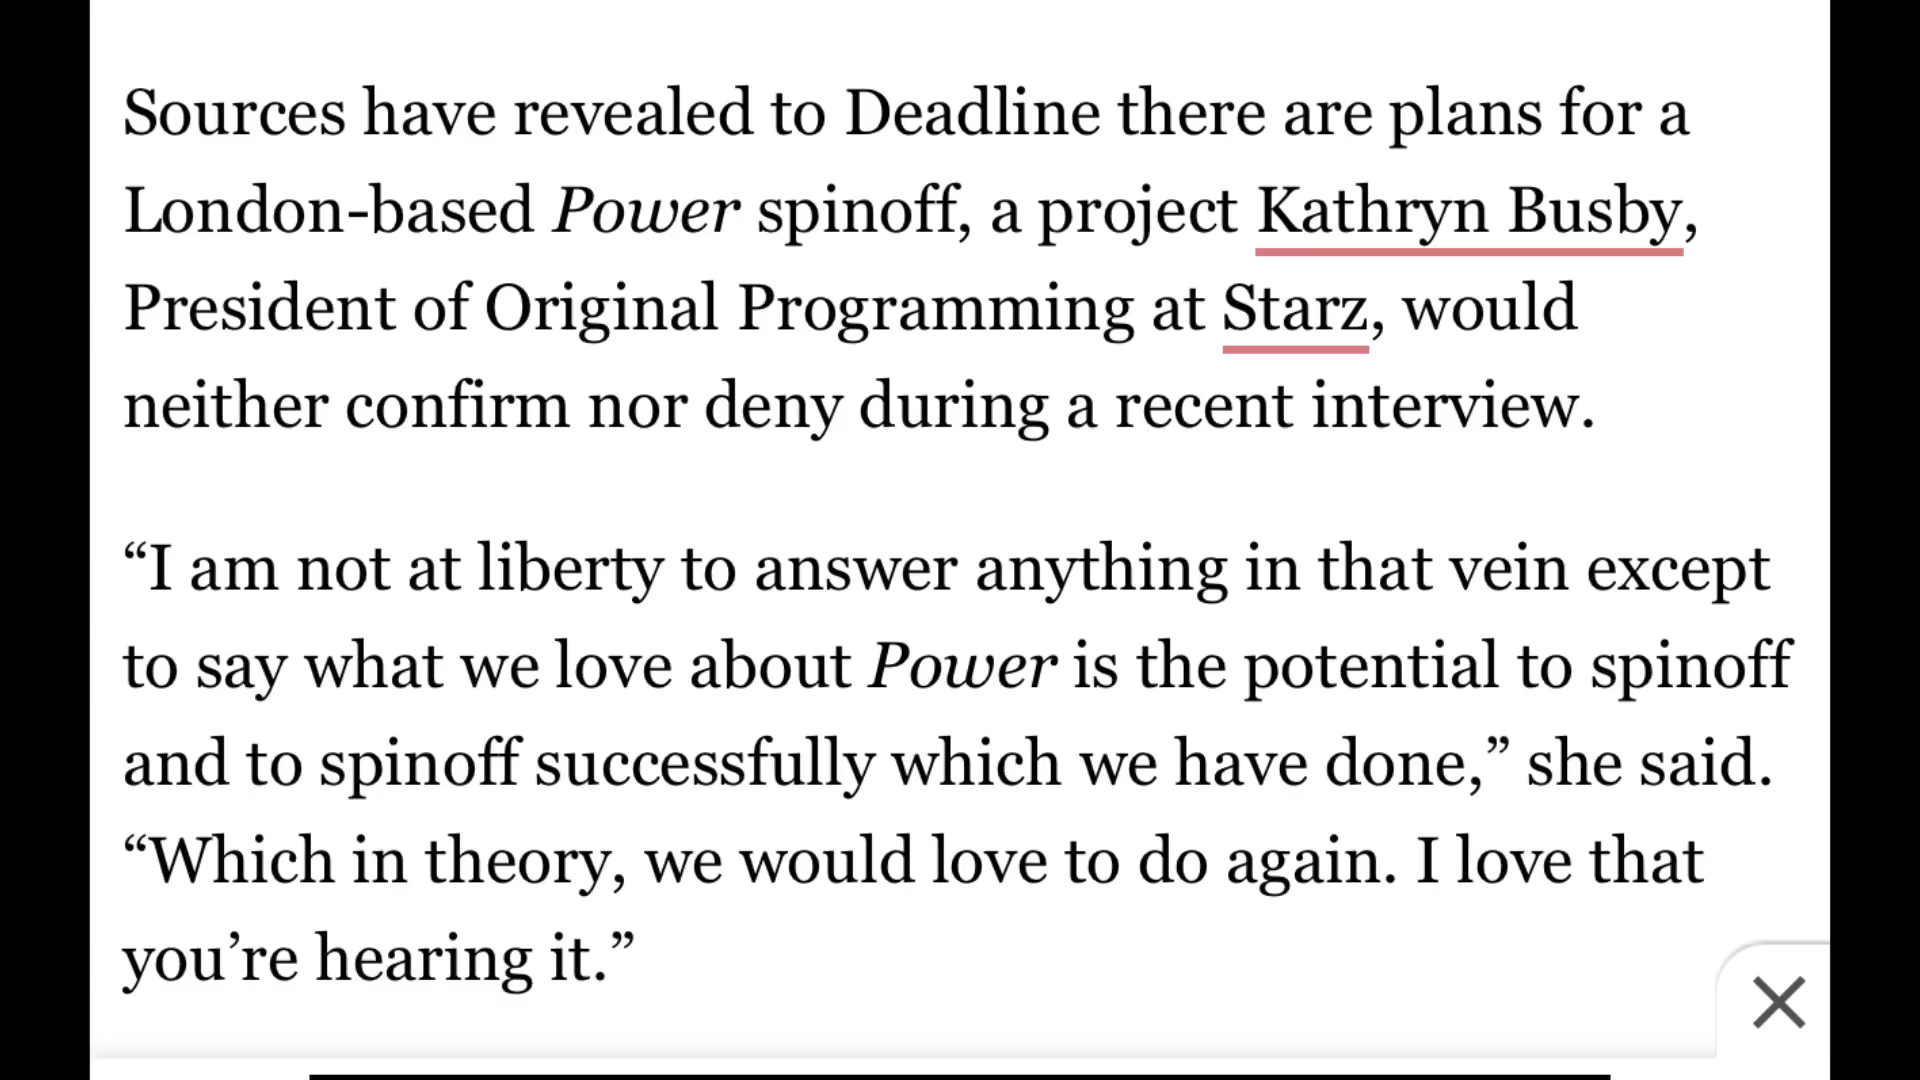 Sources have revealed to Deadline there are plans for a
London-based Power spinoff, a project Kathryn Busby,
President of Original Programming at Starz, would
neither confirm nor deny during a recent interview.
“I am not at liberty to answer anything in that vein except
to say what we love about Power is the potential to spinoff
and to spinoff successfully which we have done,” she said.
“Which in theory, we would love to do again. I love that
you’re hearing it.”